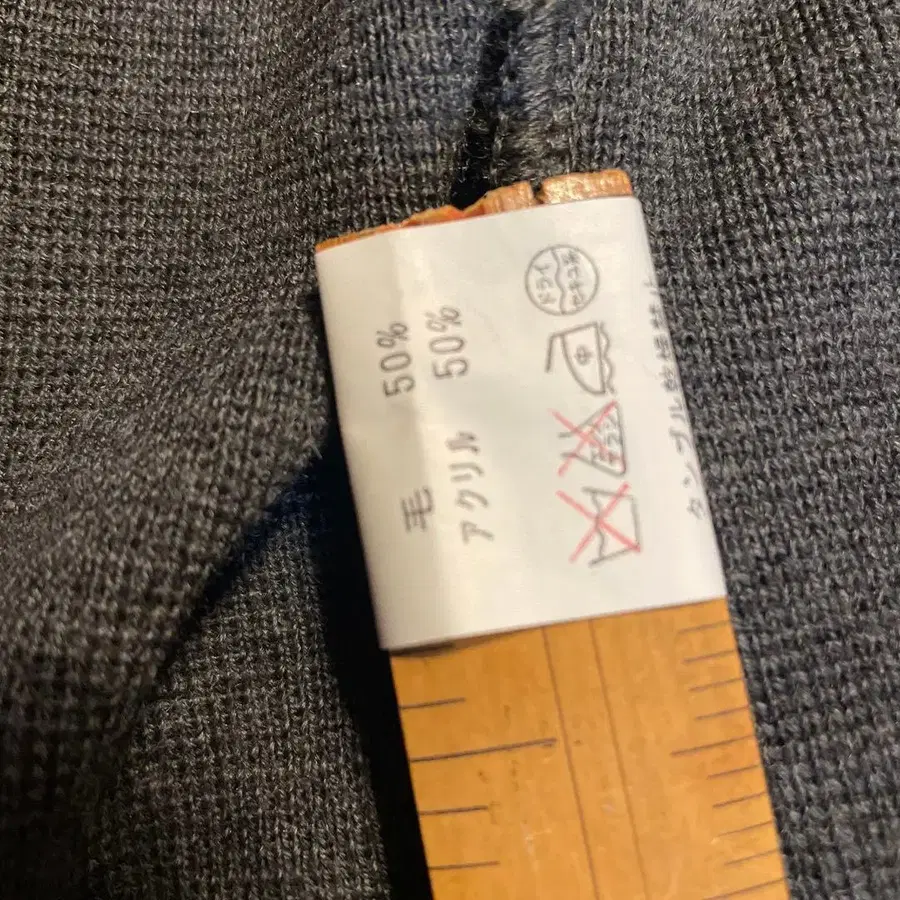 毛 50%
アクリル 50%
中
ドライ
セキユ系
タンブル乾燥禁止